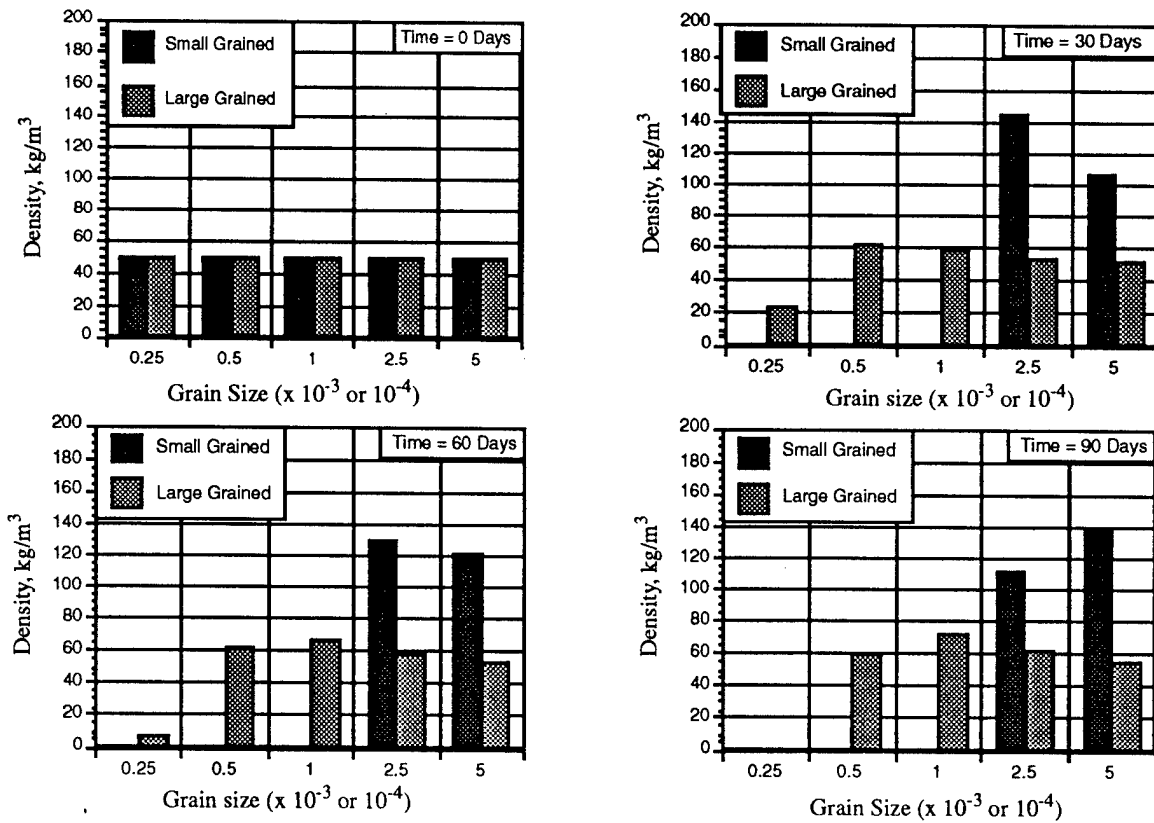 200
180
160
140
120
100
80
60
40
20
0
Density, kg/m³
Small Grained
Large Grained
Time = 0 Days
0.25 0.5 1 2.5 5
Grain Size (x 10⁻³ or 10⁻⁴)
200
180
160
140
120
100
80
60
40
20
0
Density, kg/m³
Small Grained
Large Grained
Time = 30 Days
0.25 0.5 1 2.5 5
Grain size (x 10⁻³ or 10⁻⁴)
200
180
160
140
120
100
80
60
40
20
0
Density, kg/m³
Small Grained
Large Grained
Time = 60 Days
0.25 0.5 1 2.5 5
Grain size (x 10⁻³ or 10⁻⁴)
200
180
160
140
120
100
80
60
40
20
0
Density, kg/m³
Small Grained
Large Grained
Time = 90 Days
0.25 0.5 1 2.5 5
Grain Size (x 10⁻³ or 10⁻⁴)